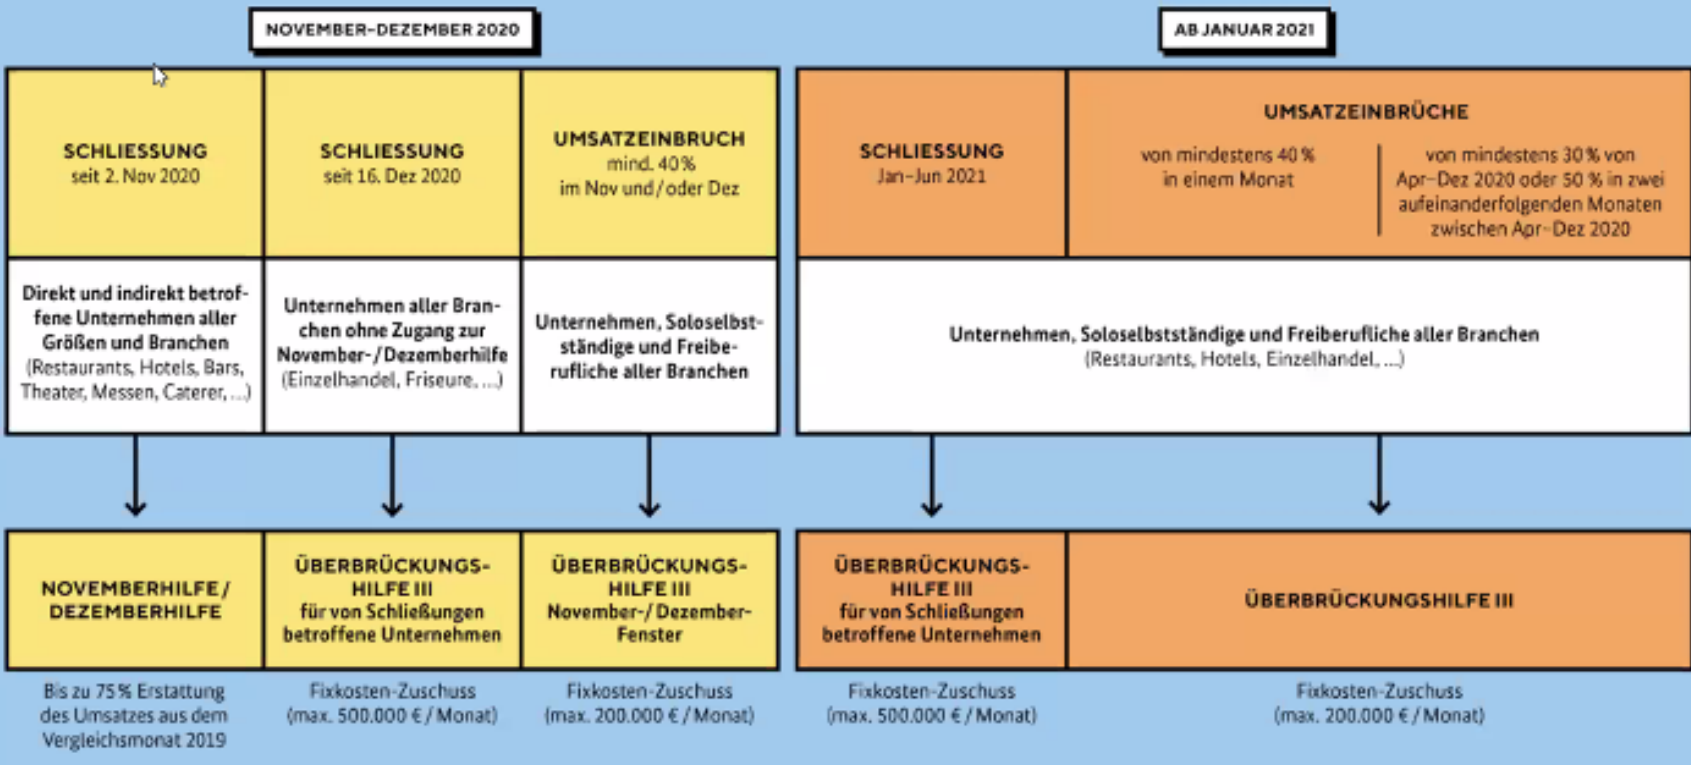 NOVEMBER–DEZEMBER 2020
AB JANUAR 2021
SCHLIESSUNG
seit 2. Nov 2020
SCHLIESSUNG
seit 16. Dez 2020
UMSATZEINBRUCH
mind. 40 %
im Nov und / oder Dez
SCHLIESSUNG
Jan–Jun 2021
UMSATZEINBRÜCHE
von mindestens 40 %
in einem Monat
von mindestens 30 % von
Apr–Dez 2020 oder 50 % in zwei
aufeinanderfolgenden Monaten
zwischen Apr–Dez 2020
Direkt und indirekt betrof-
fene Unternehmen aller
Größen und Branchen
(Restaurants, Hotels, Bars,
Theater, Messen, Caterer, ...)
Unternehmen aller Bran-
chen ohne Zugang zur
November-/Dezemberhilfe
(Einzelhandel, Friseure, ...)
Unternehmen, Soloselbst-
ständige und Freibe-
rufliche aller Branchen
Unternehmen, Soloselbstständige und Freiberufliche aller Branchen
(Restaurants, Hotels, Einzelhandel, ...)
NOVEMBERHILFE /
DEZEMBERHILFE
ÜBERBRÜCKUNGS-
HILFE III
für von Schließungen
betroffene Unternehmen
ÜBERBRÜCKUNGS-
HILFE III
November-/ Dezember-
Fenster
ÜBERBRÜCKUNGS-
HILFE III
für von Schließungen
betroffene Unternehmen
ÜBERBRÜCKUNGSHILFE III
Bis zu 75 % Erstattung
des Umsatzes aus dem
Vergleichsmonat 2019
Fixkosten-Zuschuss
(max. 500.000 € / Monat)
Fixkosten-Zuschuss
(max. 200.000 € / Monat)
Fixkosten-Zuschuss
(max. 500.000 € / Monat)
Fixkosten-Zuschuss
(max. 200.000 € / Monat)